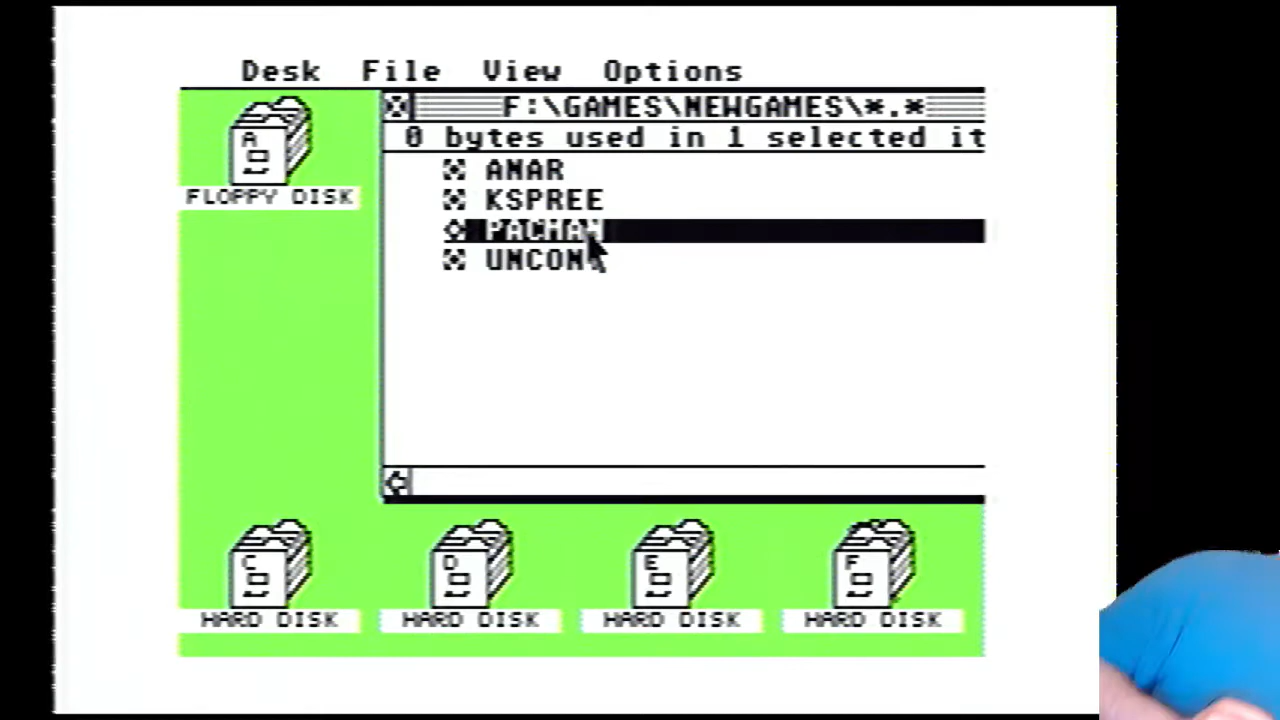 Desk File View Options
F:\GAMES\NEWGAMES\*.*
0 bytes used in 1 selected it
A
ANAR
KSPREE
FLOPPY DISK
PACMAN
UNCON
C
D
E
F
HARD DISK
HARD DISK
HARD DISK
HARD DISK